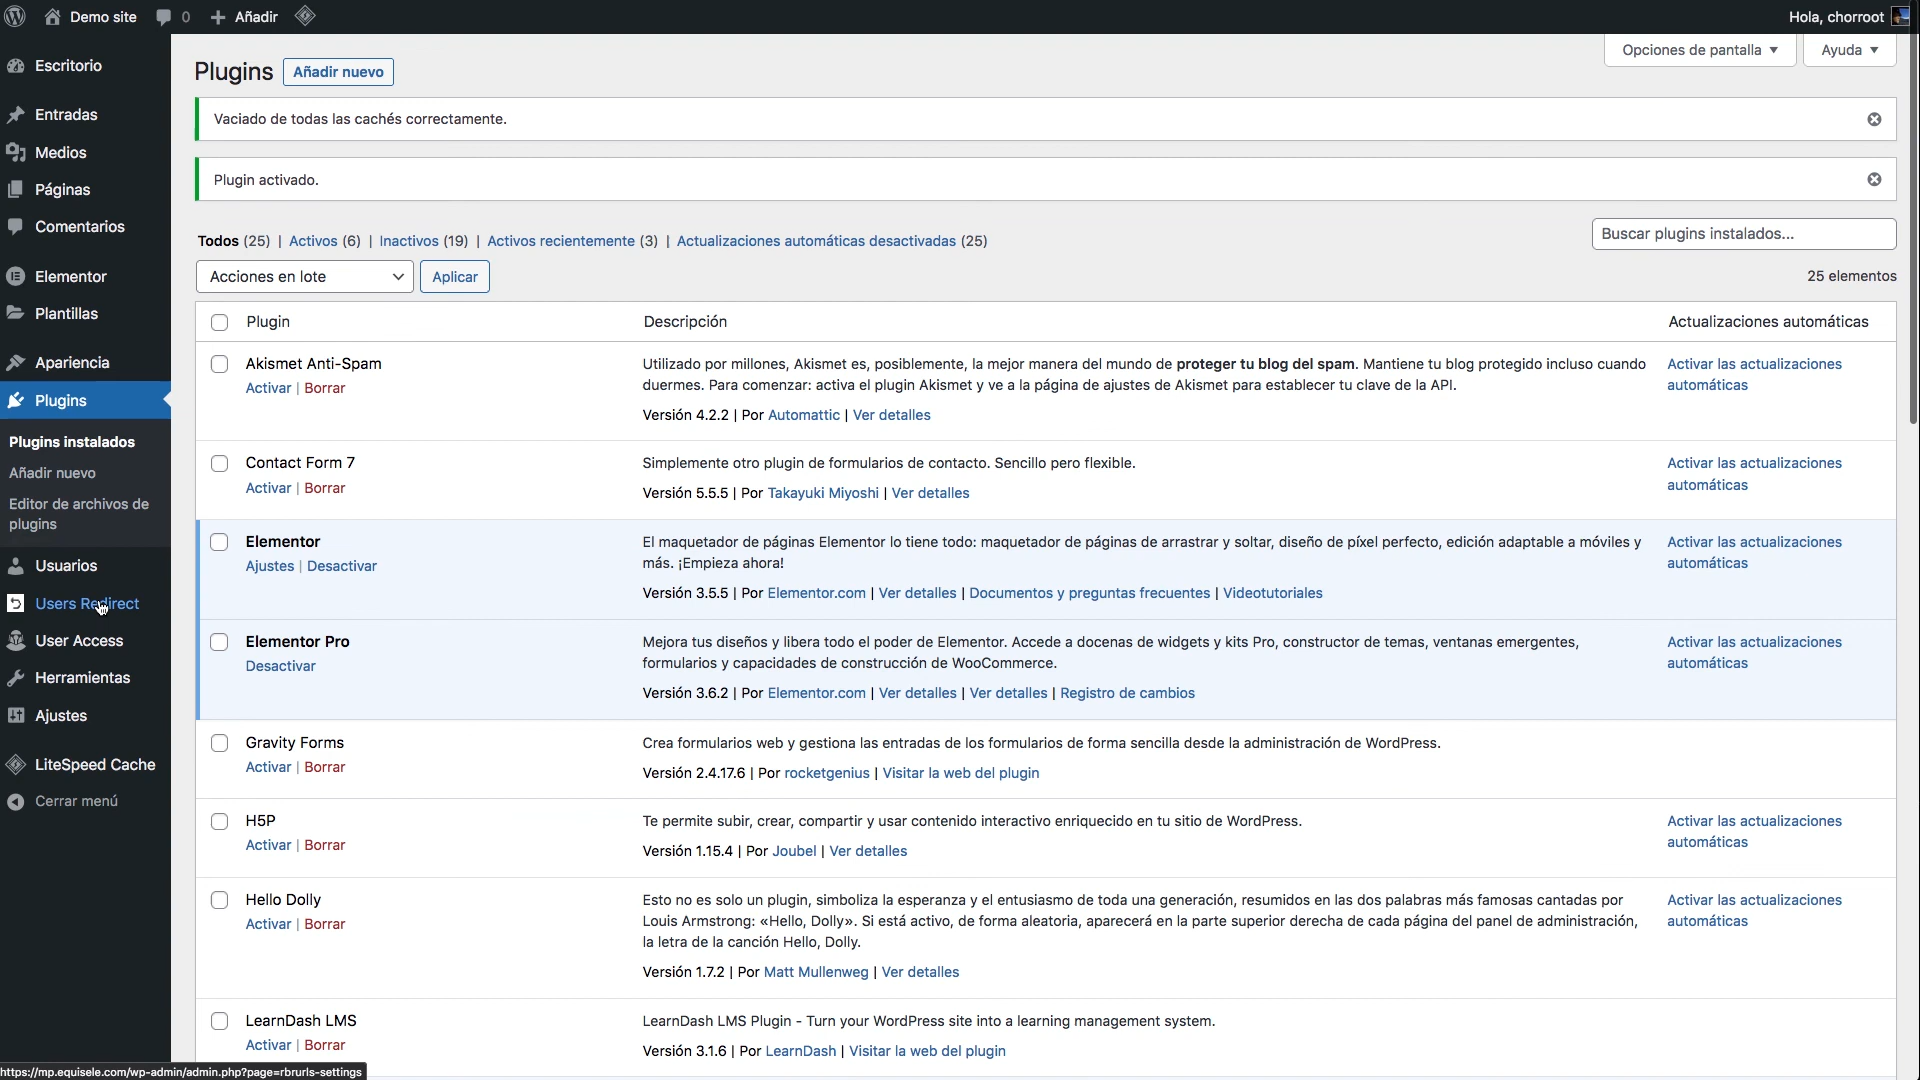 Demo site
0
Añadir
Hola, chorroot
Escritorio
Entradas
Medios
Páginas
Comentarios
Elementor
Plantillas
Apariencia
Plugins
Plugins instalados
Añadir nuevo
Editor de archivos de
plugins
Usuarios
Users Redirect
User Access
Herramientas
Ajustes
LiteSpeed Cache
Cerrar menú
Opciones de pantalla
Ayuda
Plugins
Añadir nuevo
Vaciado de todas las cachés correctamente.
Plugin activado.
Todos (25) | Activos (6) | Inactivos (19) | Activos recientemente (3) | Actualizaciones automáticas desactivadas (25)
Buscar plugins instalados...
Acciones en lote
Aplicar
25 elementos
Plugin
Descripción
Actualizaciones automáticas
Akismet Anti-Spam
Activar | Borrar
Utilizado por millones, Akismet es, posiblemente, la mejor manera del mundo de proteger tu blog del spam. Mantiene tu blog protegido incluso cuando
duermes. Para comenzar: activa el plugin Akismet y ve a la página de ajustes de Akismet para establecer tu clave de la API.
Versión 4.2.2 | Por Automattic | Ver detalles
Activar las actualizaciones
automáticas
Contact Form 7
Activar | Borrar
Simplemente otro plugin de formularios de contacto. Sencillo pero flexible.
Versión 5.5.5 | Por Takayuki Miyoshi | Ver detalles
Activar las actualizaciones
automáticas
Elementor
Ajustes | Desactivar
El maquetador de páginas Elementor lo tiene todo: maquetador de páginas de arrastrar y soltar, diseño de píxel perfecto, edición adaptable a móviles y
más. ¡Empieza ahora!
Versión 3.5.5 | Por Elementor.com | Ver detalles | Documentos y preguntas frecuentes | Videotutoriales
Activar las actualizaciones
automáticas
Elementor Pro
Desactivar
Mejora tus diseños y libera todo el poder de Elementor. Accede a docenas de widgets y kits Pro, constructor de temas, ventanas emergentes,
formularios y capacidades de construcción de WooCommerce.
Versión 3.6.2 | Por Elementor.com | Ver detalles | Ver detalles | Registro de cambios
Activar las actualizaciones
automáticas
Gravity Forms
Activar | Borrar
Crea formularios web y gestiona las entradas de los formularios de forma sencilla desde la administración de WordPress.
Versión 2.4.17.6 | Por rocketgenius | Visitar la web del plugin
H5P
Activar | Borrar
Te permite subir, crear, compartir y usar contenido interactivo enriquecido en tu sitio de WordPress.
Versión 1.15.4 | Por Joubel | Ver detalles
Activar las actualizaciones
automáticas
Hello Dolly
Activar | Borrar
Esto no es solo un plugin, simboliza la esperanza y el entusiasmo de toda una generación, resumidos en las dos palabras más famosas cantadas por
Louis Armstrong: «Hello, Dolly». Si está activo, de forma aleatoria, aparecerá en la parte superior derecha de cada página del panel de administración,
la letra de la canción Hello, Dolly.
Versión 1.7.2 | Por Matt Mullenweg | Ver detalles
Activar las actualizaciones
automáticas
LearnDash LMS
Activar | Borrar
LearnDash LMS Plugin - Turn your WordPress site into a learning management system.
Versión 3.1.6 | Por LearnDash | Visitar la web del plugin
https://mp.equisele.com/wp-admin/admin.php?page=rbrurls-settings